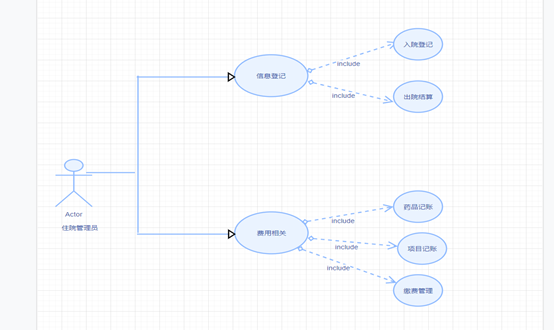 入院登记
include
信息登记
include
出院结算
Actor
住院管理员
药品记账
include
费用相关
include
项目记账
include
缴费管理